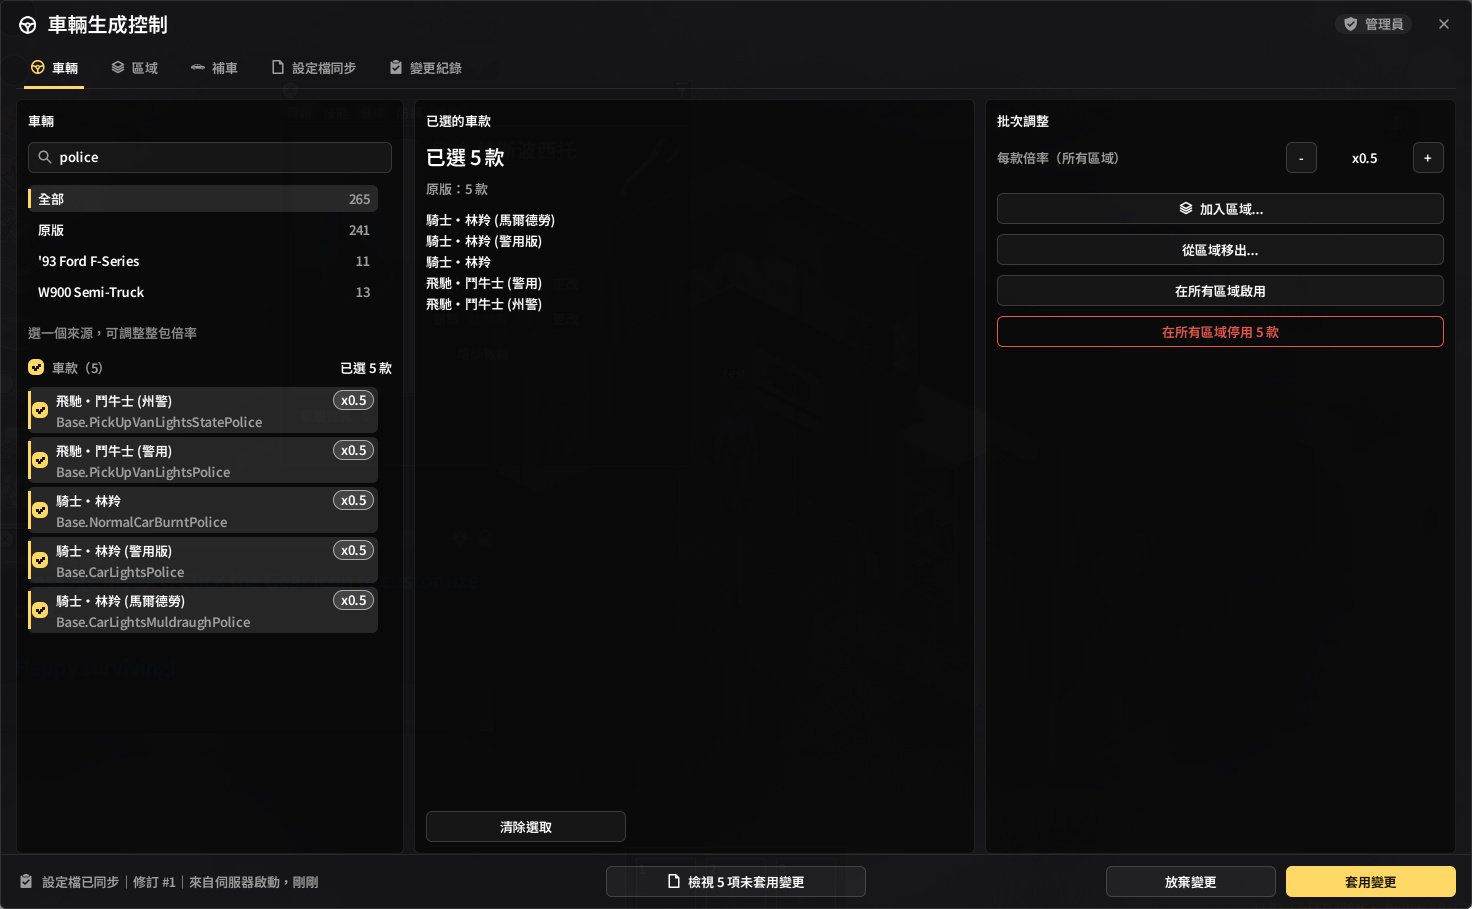 車輛生成控制
管理員
車輛
區域
補車
設定檔同步
變更紀錄
車輛
police
全部 265
原版 241
'93 Ford F-Series 11
W900 Semi-Truck 13
選一個來源，可調整整包倍率
車款（5） 已選 5 款
飛馳・鬥牛士 (州警) x0.5
Base.PickUpVanLightsStatePolice
飛馳・鬥牛士 (警用) x0.5
Base.PickUpVanLightsPolice
騎士・林羚 x0.5
Base.NormalCarBurntPolice
騎士・林羚 (警用版) x0.5
Base.CarLightsPolice
騎士・林羚 (馬爾德勞) x0.5
Base.CarLightsMuldraughPolice
已選的車款
已選 5 款
原版：5 款
騎士・林羚 (馬爾德勞)
騎士・林羚 (警用版)
騎士・林羚
飛馳・鬥牛士 (警用)
飛馳・鬥牛士 (州警)
清除選取
批次調整
每款倍率（所有區域） - x0.5 +
加入區域...
從區域移出...
在所有區域啟用
在所有區域停用 5 款
設定檔已同步｜修訂 #1｜來自伺服器啟動，剛剛
檢視 5 項未套用變更
放棄變更
套用變更